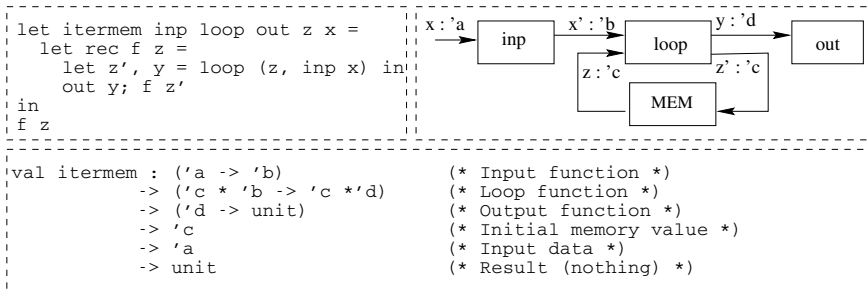 let itermem inp loop out z x =
let rec f z =
let z', y = loop (z, inp x) in
out y; f z'
in
f z
x : 'a
inp
x' : 'b
loop
y : 'd
out
z : 'c
z' : 'c
MEM
val itermem : ('a -> 'b) (* Input function *)
-> ('c * 'b -> 'c *'d) (* Loop function *)
-> ('d -> unit) (* Output function *)
-> 'c (* Initial memory value *)
-> 'a (* Input data *)
-> unit (* Result (nothing) *)